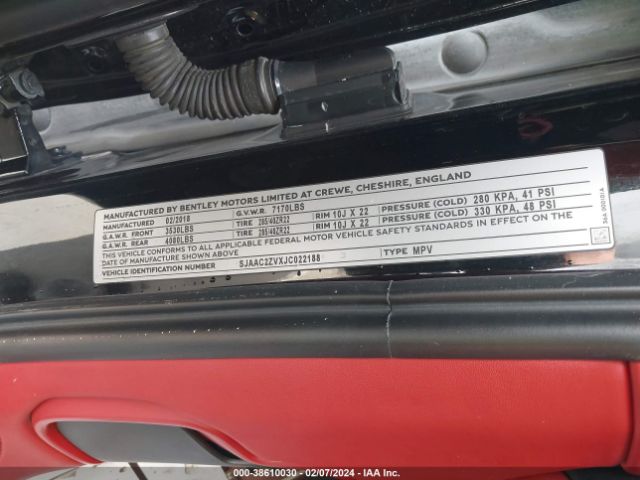 MANUFACTURED BY BENTLEY MOTORS LIMITED AT CREWE, CHESHIRE, ENGLAND
MANUFACTURED 02/2018 G.V.W.R. 7170LBS
G.A.W.R. FRONT 3530LBS TIRE 285/40ZR22 RIM 10J X 22 PRESSURE (COLD) 280 KPA, 41 PSI
G.A.W.R. REAR 4080LBS TIRE 285/40ZR22 RIM 10J X 22 PRESSURE (COLD) 330 KPA, 48 PSI
THIS VEHICLE CONFORMS TO ALL APPLICABLE FEDERAL MOTOR VEHICLE SAFETY STANDARDS IN EFFECT ON THE
DATE OF MANUFACTURE SHOWN ABOVE
VEHICLE IDENTIFICATION NUMBER SJAAC2ZVXJC022188 TYPE MPV
000-38610030 - 02/07/2024 - IAA Inc.